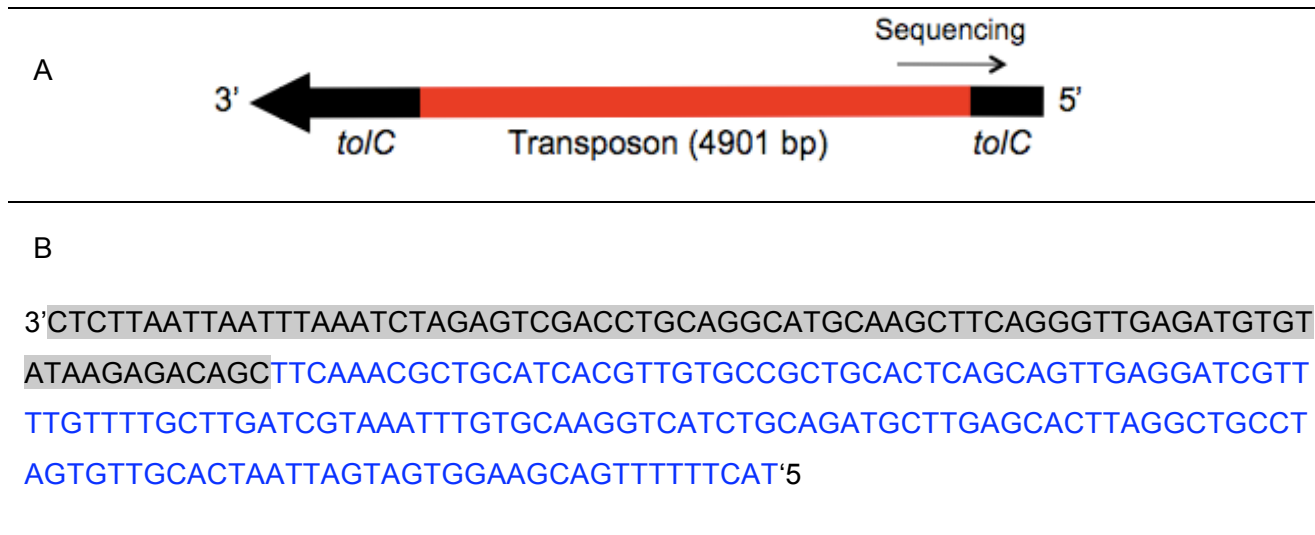 Sequencing
A
3’ 5’
tolC Transposon (4901 bp) tolC
B
3’CTCTTAATTAATTTAAATCTAGAGTCGACCTGCAGGCATGCAAGCTTCAGGGTTGAGATGTGT
ATAAGAGACAGCTTCAAACGCTGCATCACGTTGTGCCGCTGCACTCAGCAGTTGAGGATCGTT
TTGTTTTGCTTGATCGTAAATTTGTGCAAGGTCATCTGCAGATGCTTGAGCACTTAGGCTGCCT
AGTGTTGCACTAATTAGTAGTGGAAGCAGTTTTTTCAT‘5